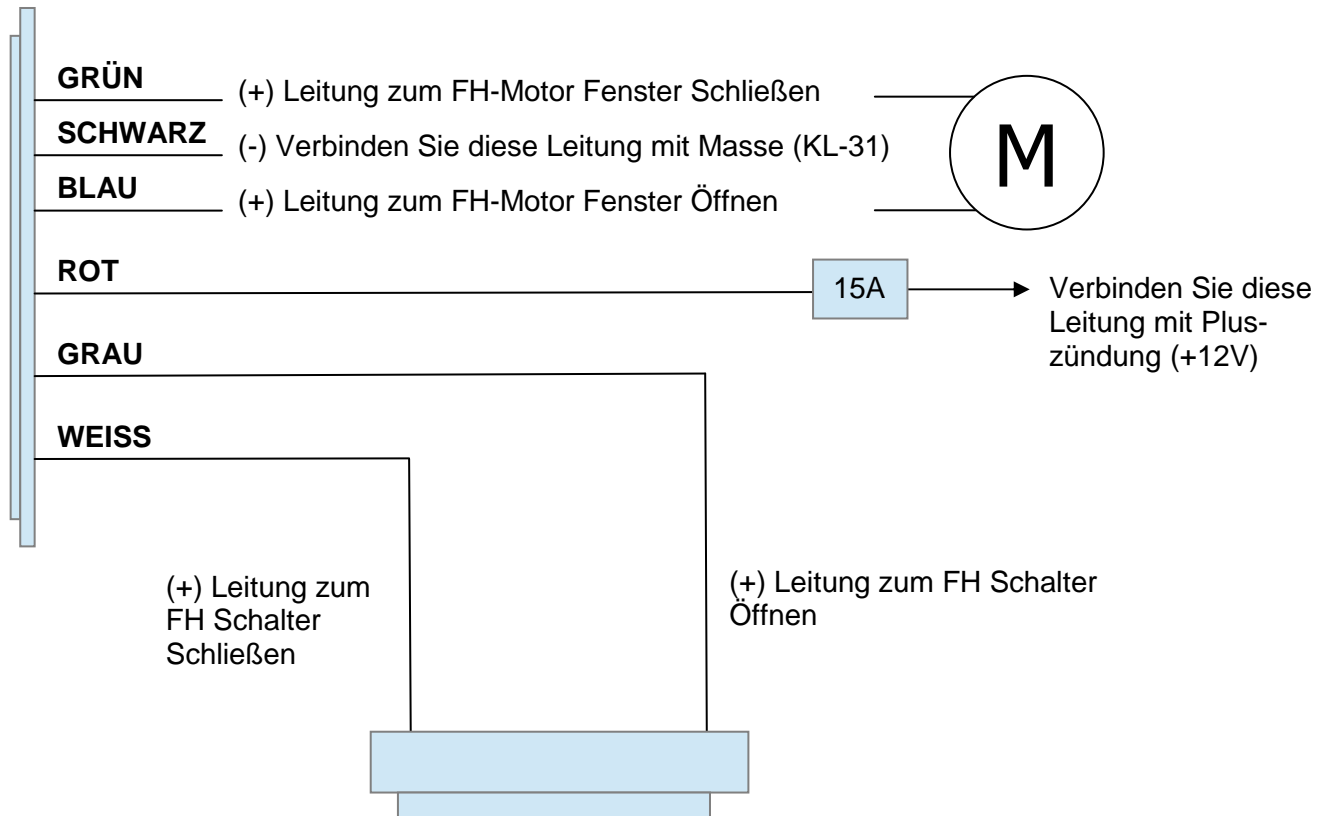 GRÜN
(+) Leitung zum FH-Motor Fenster Schließen
SCHWARZ
(-) Verbinden Sie diese Leitung mit Masse (KL-31)
M
BLAU
(+) Leitung zum FH-Motor Fenster Öffnen
ROT
15A
Verbinden Sie diese
Leitung mit Plus-
zündung (+12V)
GRAU
WEISS
(+) Leitung zum
FH Schalter
Schließen
(+) Leitung zum FH Schalter
Öffnen